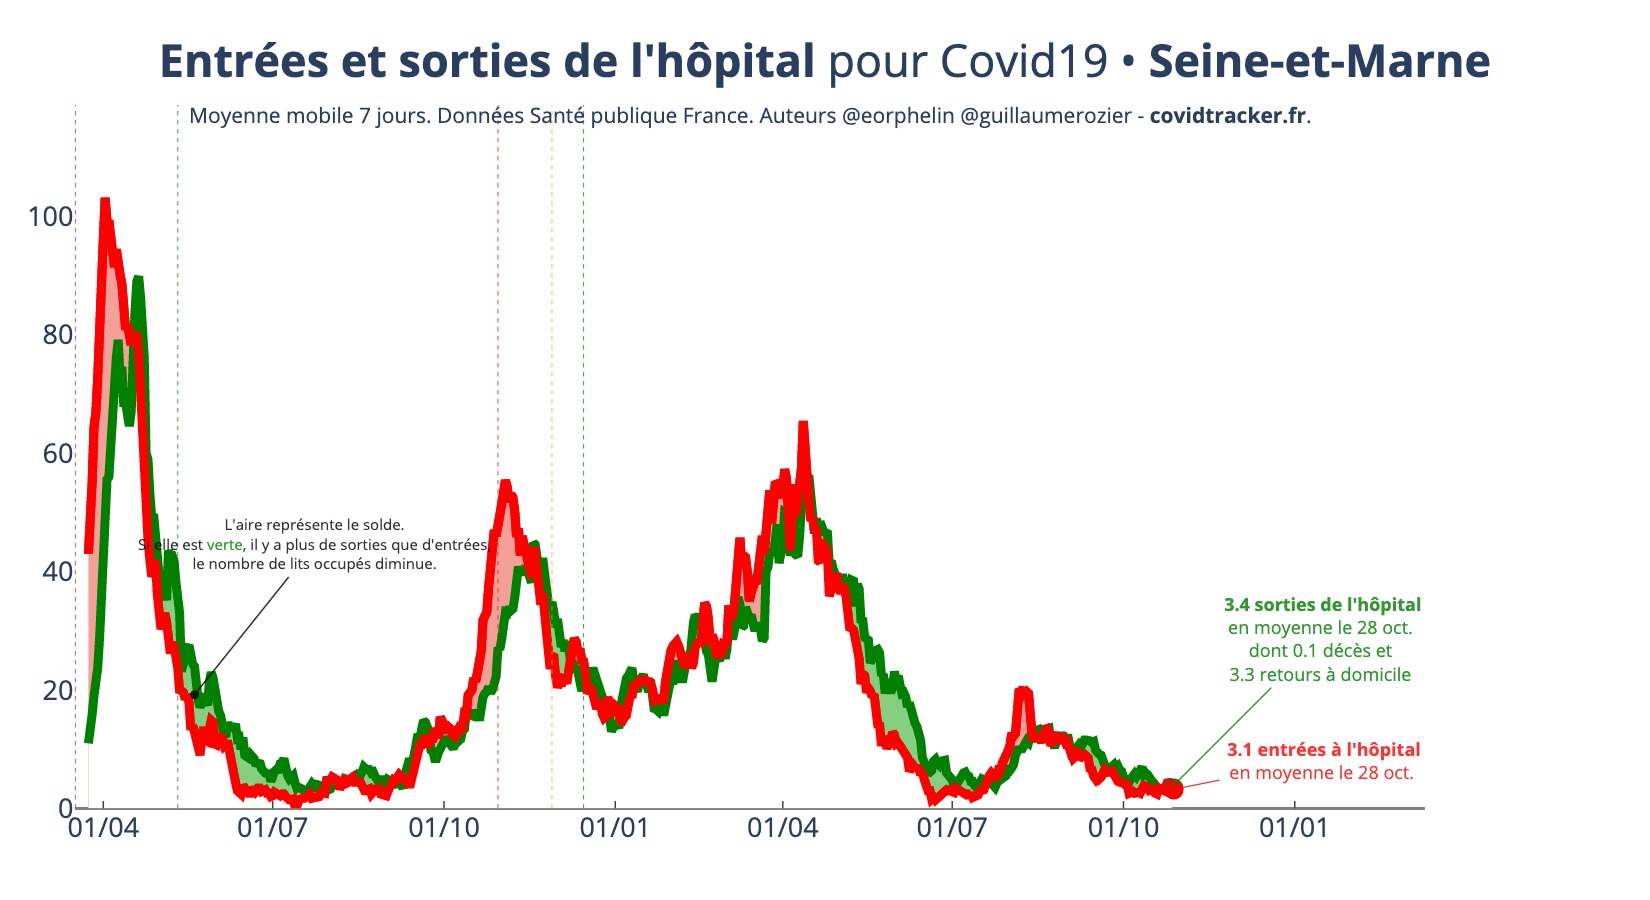 Entrées et sorties de l'hôpital pour Covid19 • Seine-et-Marne
Moyenne mobile 7 jours. Données Santé publique France. Auteurs @eorphelin @guillaumerozier - covidtracker.fr.
100
80
60
40
20
0
L'aire représente le solde.
Si elle est verte, il y a plus de sorties que d'entrées,
le nombre de lits occupés diminue.
3.4 sorties de l'hôpital
en moyenne le 28 oct.
dont 0.1 décès et
3.3 retours à domicile
3.1 entrées à l'hôpital
en moyenne le 28 oct.
01/04 01/07 01/10 01/01 01/04 01/07 01/10 01/01